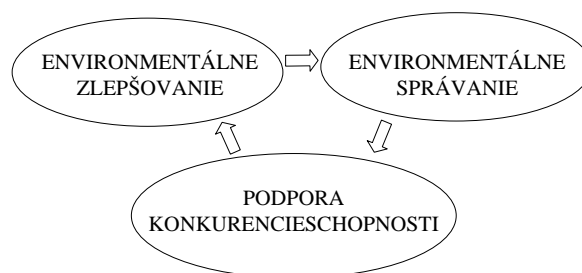 ENVIRONMENTÁLNE
ZLEPŠOVANIE
ENVIRONMENTÁLNE
SPRÁVANIE
PODPORA
KONKURENCIESCHOPNOSTI